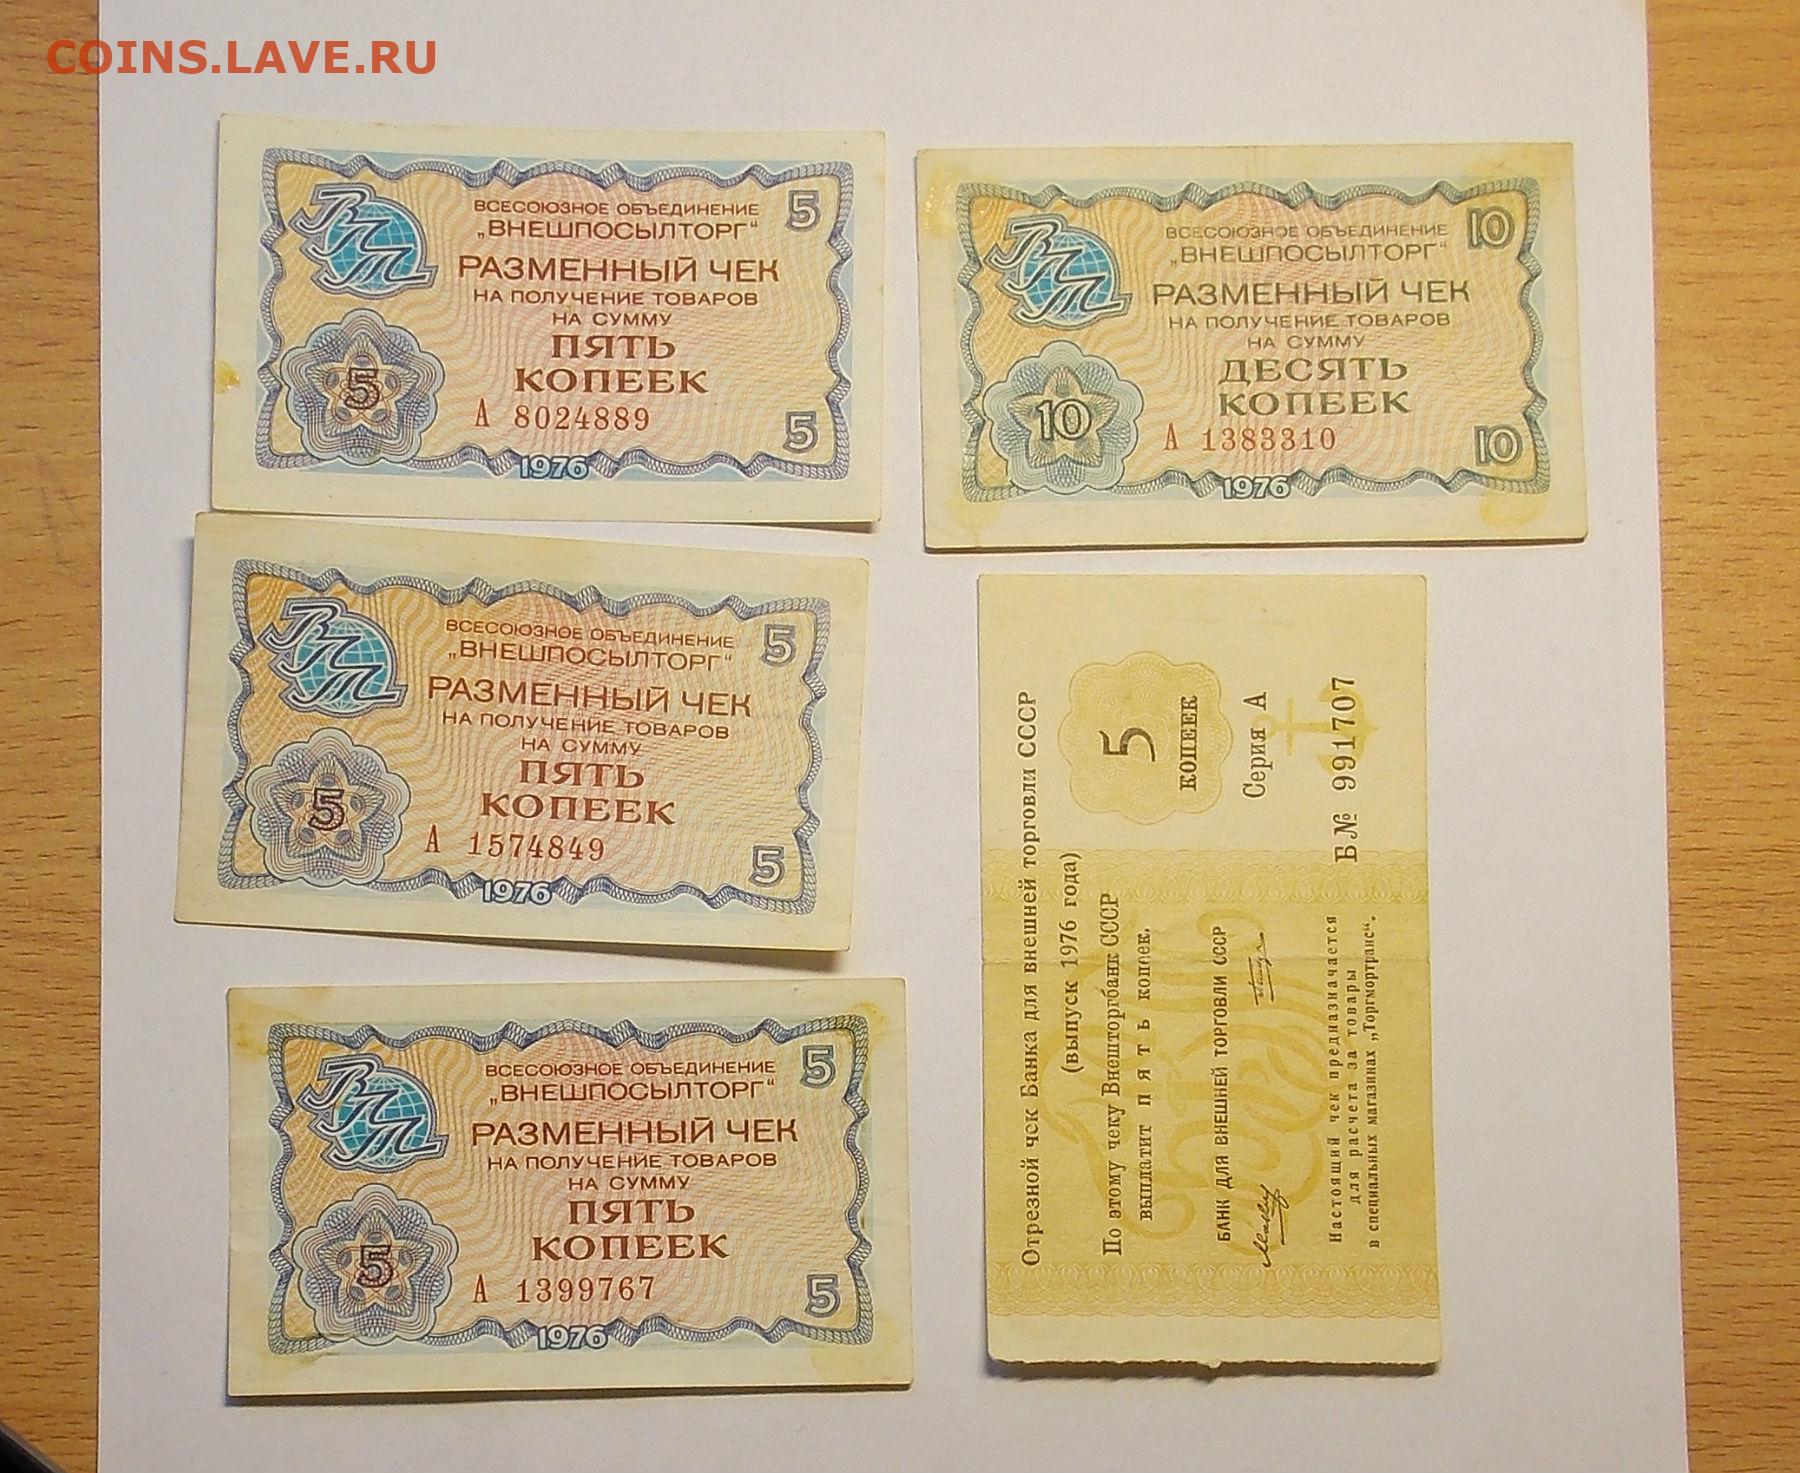 COINS.LAVE.RU
ВПТ
ВСЕСОЮЗНОЕ ОБЪЕДИНЕНИЕ
„ВНЕШПОСЫЛТОРГ“
РАЗМЕННЫЙ ЧЕК
НА ПОЛУЧЕНИЕ ТОВАРОВ
НА СУММУ
ПЯТЬ
КОПЕЕК
А 8024889
1976
5
5
5
ВПТ
ВСЕСОЮЗНОЕ ОБЪЕДИНЕНИЕ
„ВНЕШПОСЫЛТОРГ“
РАЗМЕННЫЙ ЧЕК
НА ПОЛУЧЕНИЕ ТОВАРОВ
НА СУММУ
ДЕСЯТЬ
КОПЕЕК
А 1383310
1976
10
10
10
ВПТ
ВСЕСОЮЗНОЕ ОБЪЕДИНЕНИЕ
„ВНЕШПОСЫЛТОРГ“
РАЗМЕННЫЙ ЧЕК
НА ПОЛУЧЕНИЕ ТОВАРОВ
НА СУММУ
ПЯТЬ
КОПЕЕК
А 1574849
1976
5
5
5
ВПТ
ВСЕСОЮЗНОЕ ОБЪЕДИНЕНИЕ
„ВНЕШПОСЫЛТОРГ“
РАЗМЕННЫЙ ЧЕК
НА ПОЛУЧЕНИЕ ТОВАРОВ
НА СУММУ
ПЯТЬ
КОПЕЕК
А 1399767
1976
5
5
5
Отрезной чек Банка для внешней торговли СССР
(выпуск 1976 года)
По этому чеку Внешторгбанк СССР
выплатит пять копеек.
5
КОПЕЕК
БАНК ДЛЯ ВНЕШНЕЙ ТОРГОВЛИ СССР
Серия А
Б№ 991707
Настоящий чек предназначается
для расчета за товары
в специальных магазинах „Торгмортранс“.